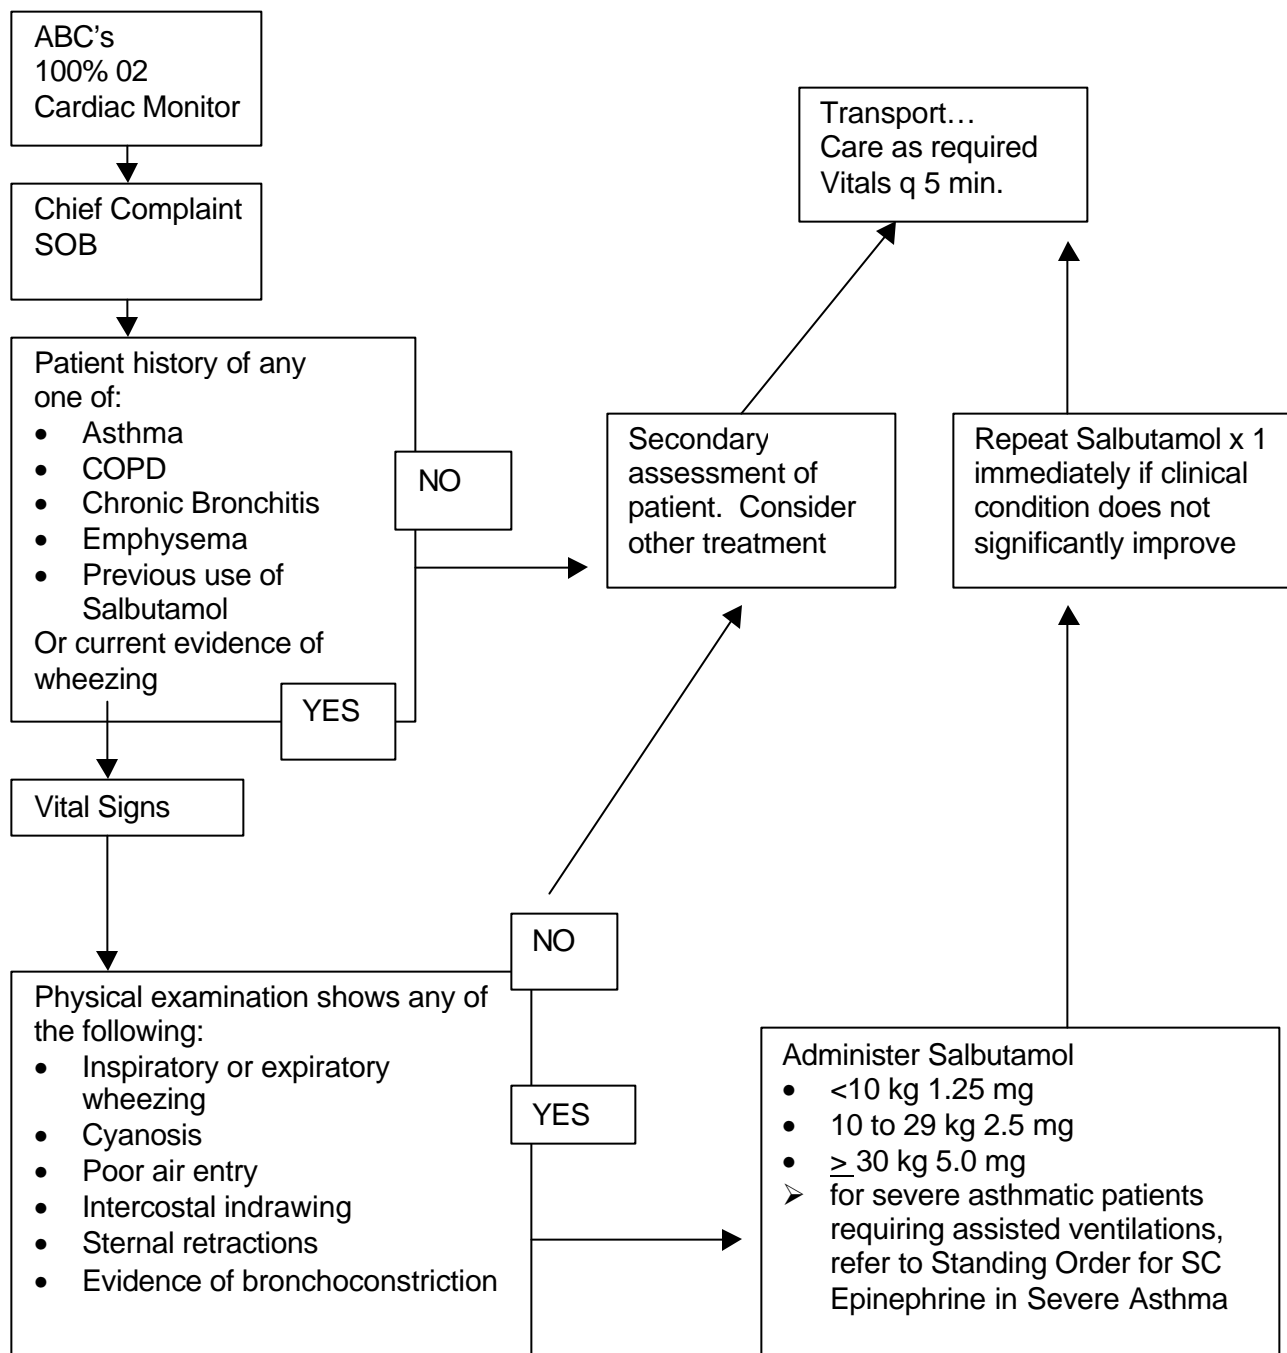 ABC’s
100% 02
Cardiac Monitor
Chief Complaint
SOB
Patient history of any
one of:
• Asthma
• COPD
• Chronic Bronchitis
• Emphysema
• Previous use of
Salbutamol
Or current evidence of
wheezing
NO
YES
Vital Signs
Physical examination shows any of
the following:
• Inspiratory or expiratory
wheezing
• Cyanosis
• Poor air entry
• Intercostal indrawing
• Sternal retractions
• Evidence of bronchoconstriction
NO
YES
Secondary
assessment of
patient.  Consider
other treatment
Transport…
Care as required
Vitals q 5 min.
Repeat Salbutamol x 1
immediately if clinical
condition does not
significantly improve
Administer Salbutamol
• <10 kg 1.25 mg
• 10 to 29 kg 2.5 mg
• > 30 kg 5.0 mg
➢ for severe asthmatic patients
requiring assisted ventilations,
refer to Standing Order for SC
Epinephrine in Severe Asthma